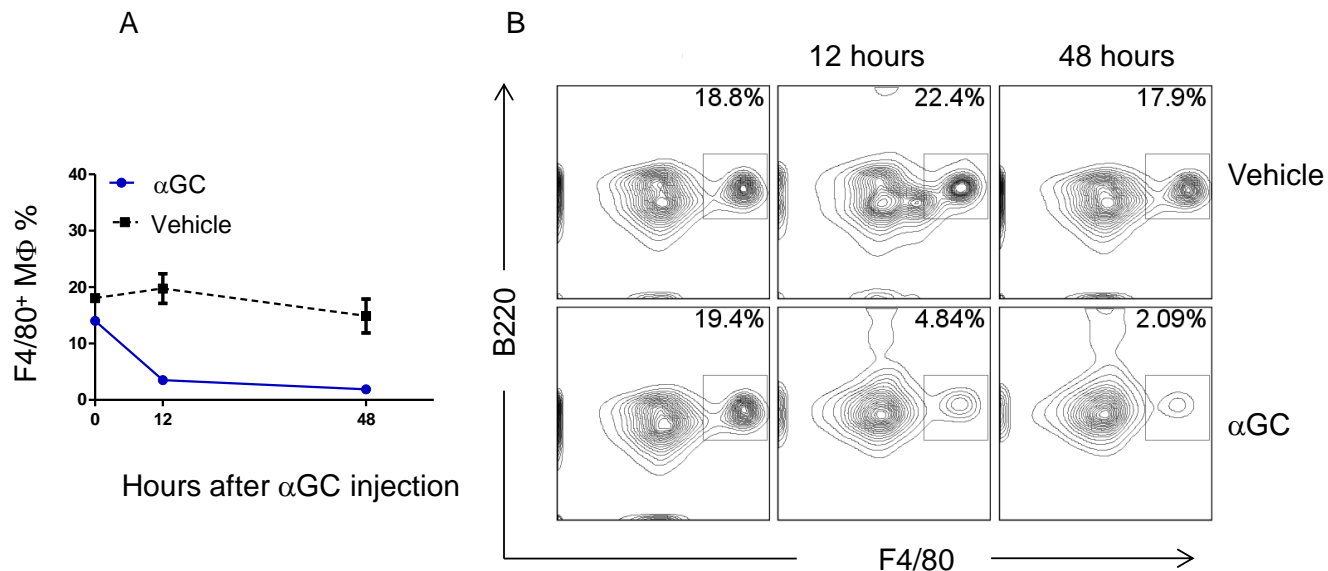 A
40
30
20
10
0
0
12
48
αGC
Vehicle
F4/80⁺ MΦ %
Hours after αGC injection
B
12 hours
48 hours
18.8%
22.4%
17.9%
Vehicle
19.4%
4.84%
2.09%
αGC
B220
F4/80